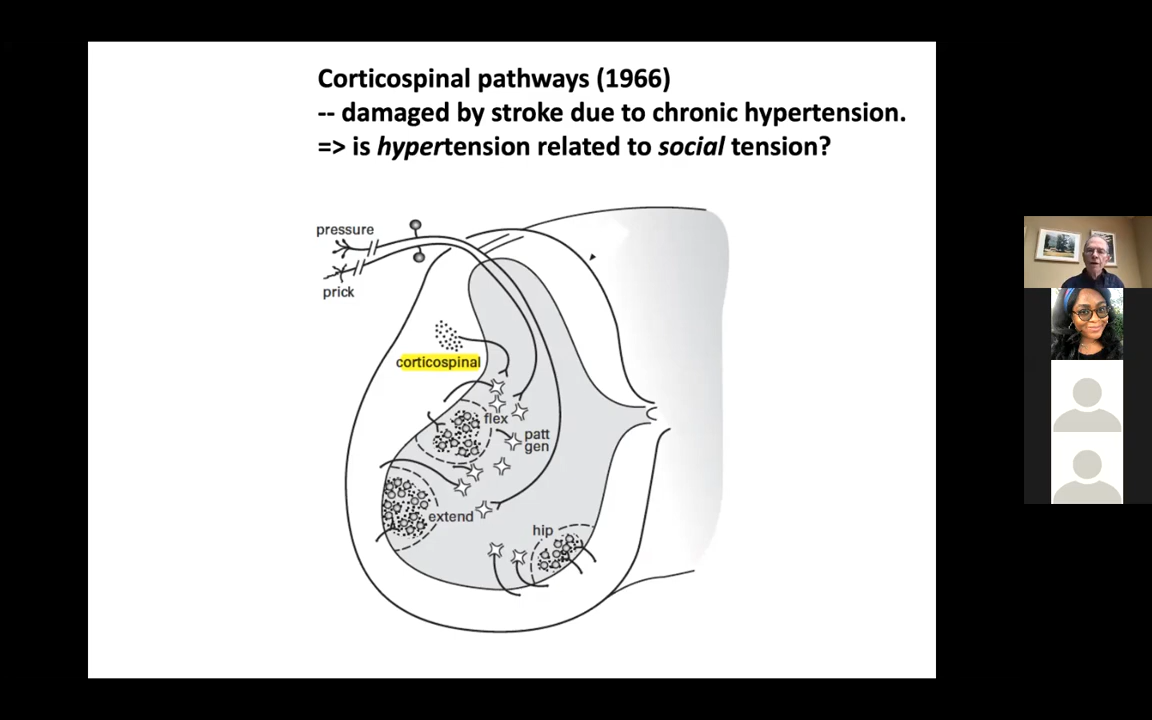 Corticospinal pathways (1966)
-- damaged by stroke due to chronic hypertension.
=> is hypertension related to social tension?
pressure
prick
corticospinal
flex
patt
gen
extend
hip